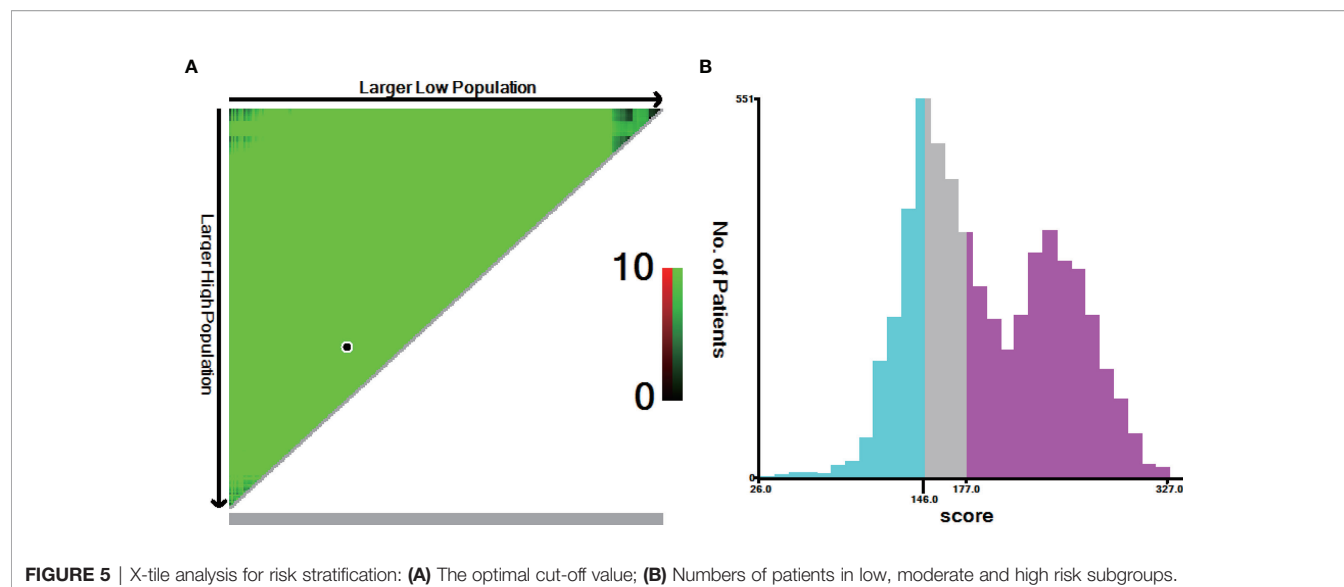 A
Larger Low Population
Larger High Population
10
0
B
551
No. of Patients
0
26.0
146.0
177.0
327.0
score
FIGURE 5 | X-tile analysis for risk stratification: (A) The optimal cut-off value; (B) Numbers of patients in low, moderate and high risk subgroups.